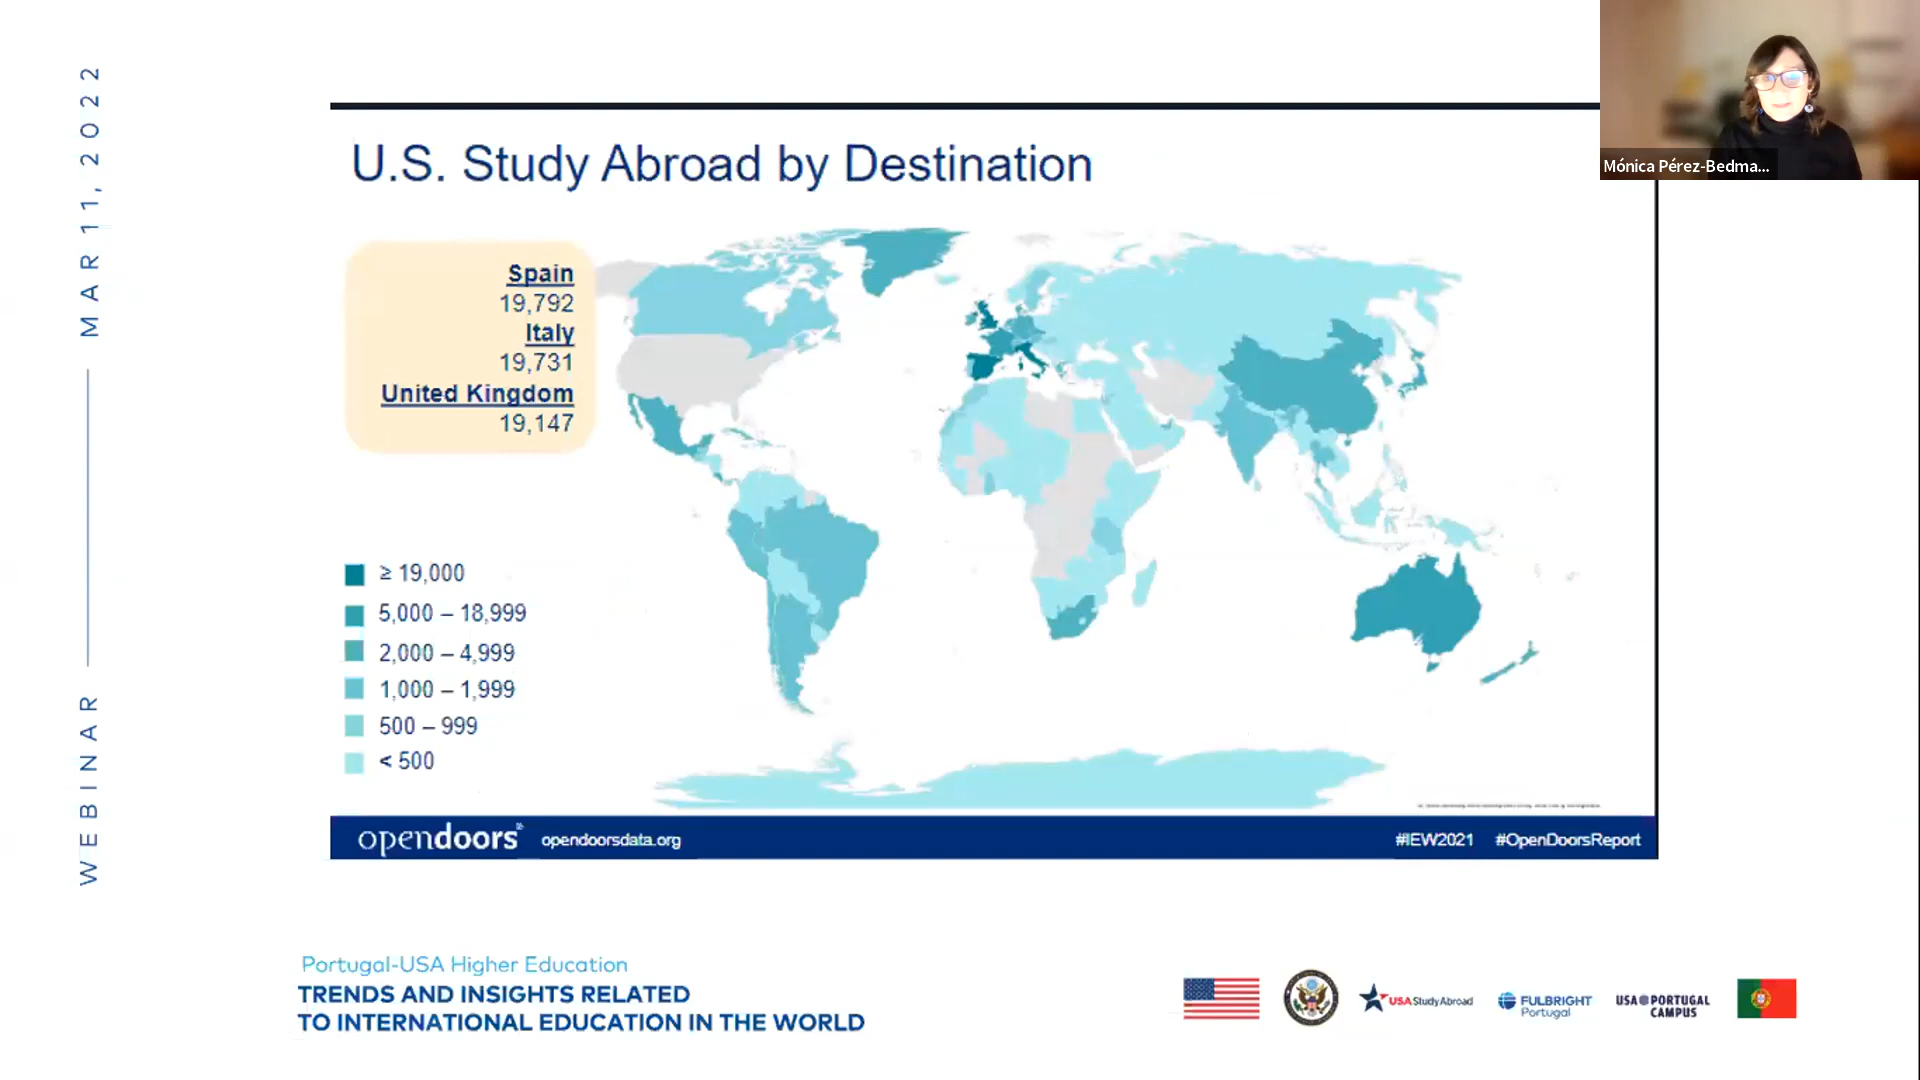 MAR 11, 2022
WEBINAR
Mónica Pérez-Bedma...
U.S. Study Abroad by Destination
Spain
19,792
Italy
19,731
United Kingdom
19,147
≥ 19,000
5,000 – 18,999
2,000 – 4,999
1,000 – 1,999
500 – 999
< 500
opendoors® opendoorsdata.org #IEW2021 #OpenDoorsReport
Portugal-USA Higher Education
TRENDS AND INSIGHTS RELATED
TO INTERNATIONAL EDUCATION IN THE WORLD
USA StudyAbroad
FULBRIGHT
Portugal
USA PORTUGAL
CAMPUS